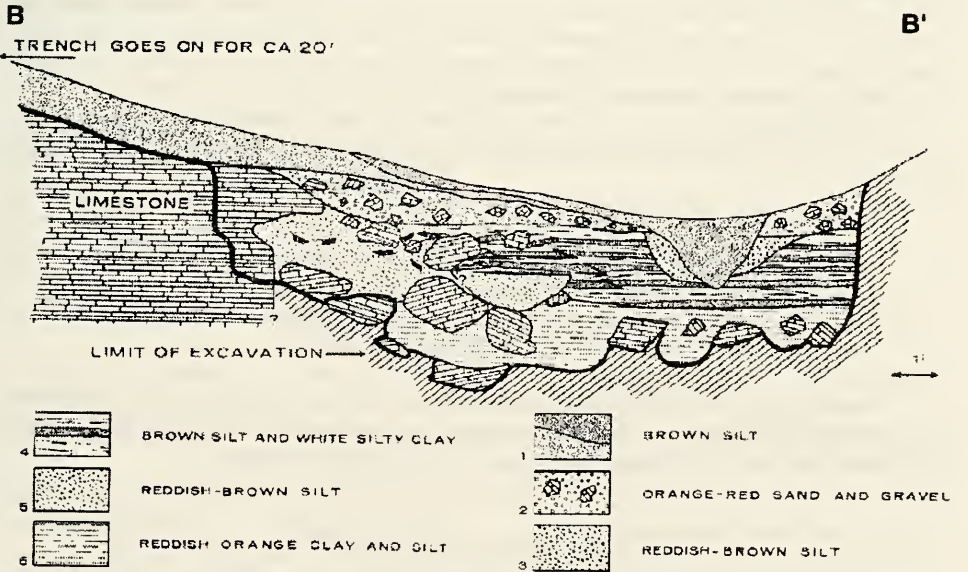 B
B'
TRENCH GOES ON FOR CA 20'
LIMESTONE
?
LIMIT OF EXCAVATION
1'
4 BROWN SILT AND WHITE SILTY CLAY
5 REDDISH-BROWN SILT
6 REDDISH ORANGE CLAY AND SILT
1 BROWN SILT
2 ORANGE-RED SAND AND GRAVEL
3 REDDISH-BROWN SILT